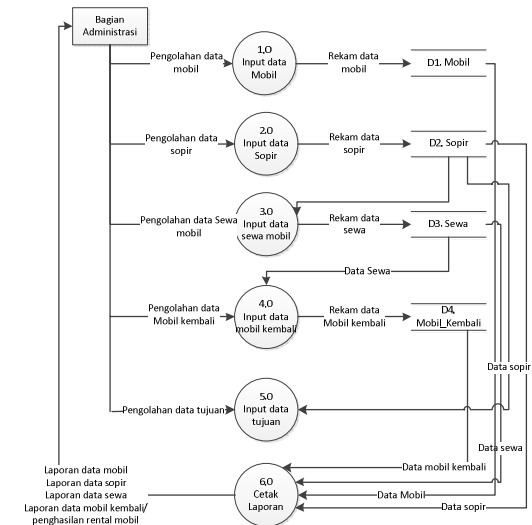 Bagian
Administrasi
Pengolahan data
mobil
1,0
Input data
Mobil
Rekam data
mobil
D1. Mobil
Pengolahan data
sopir
2.0
Input data
Sopir
Rekam data
sopir
D2. Sopir
Pengolahan data Sewa
mobil
3.0
Input data
sewa mobil
Rekam data
sewa
D3. Sewa
Data Sewa
Pengolahan data
Mobil kembali
4,0
Input data
mobil kembali
Rekam data
Mobil kembali
D4.
Mobil_Kembali
Data sopir
Pengolahan data tujuan
5.0
Input data
tujuan
Data sewa
Data mobil kembali
Laporan data mobil
Laporan data sopir
Laporan data sewa
Laporan data mobil kembali/
penghasilan rental mobil
6,0
Cetak
Laporan
Data Mobil
Data sopir